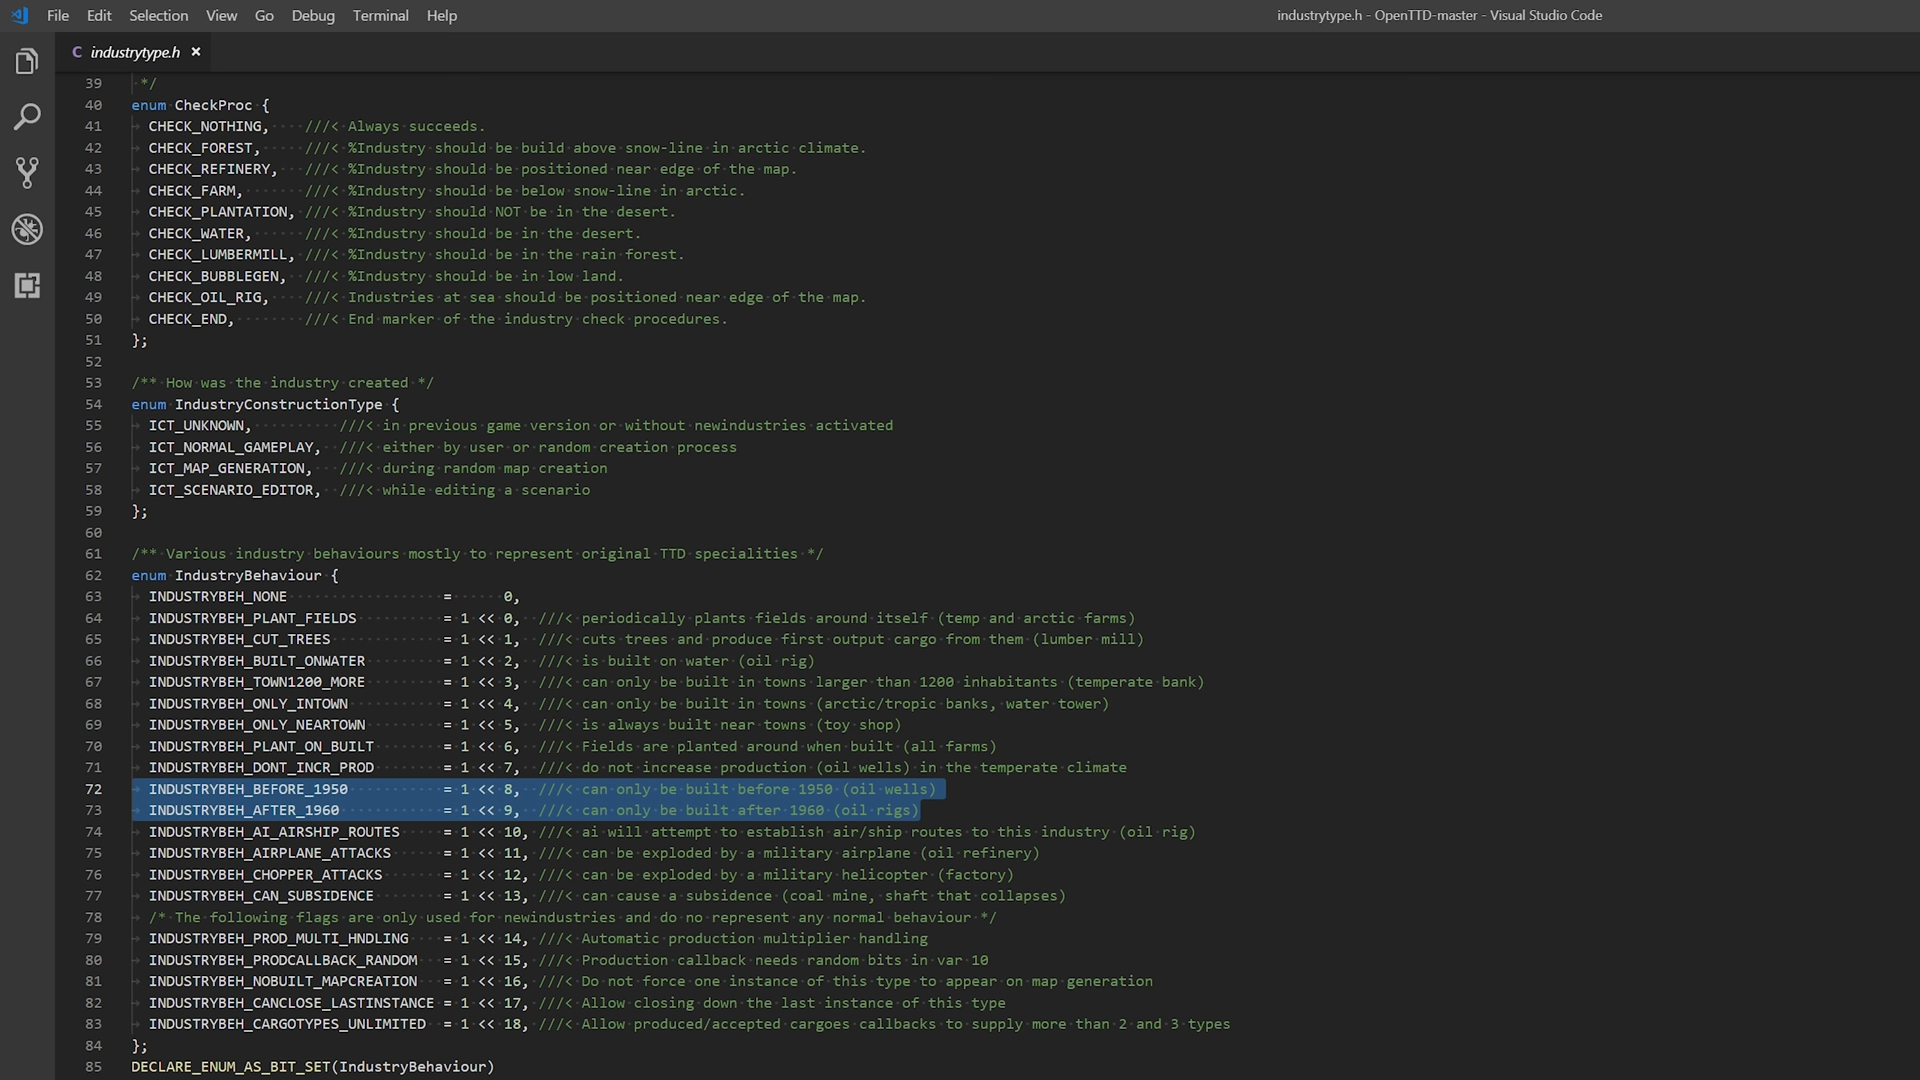 File Edit Selection View Go Debug Terminal Help
industrytype.h - OpenTTD-master - Visual Studio Code
C industrytype.h ×
39 */
40 enum CheckProc {
41 CHECK_NOTHING, ///< Always succeeds.
42 CHECK_FOREST, ///< %Industry should be build above snow-line in arctic climate.
43 CHECK_REFINERY, ///< %Industry should be positioned near edge of the map.
44 CHECK_FARM, ///< %Industry should be below snow-line in arctic.
45 CHECK_PLANTATION, ///< %Industry should NOT be in the desert.
46 CHECK_WATER, ///< %Industry should be in the desert.
47 CHECK_LUMBERMILL, ///< %Industry should be in the rain forest.
48 CHECK_BUBBLEGEN, ///< %Industry should be in low land.
49 CHECK_OIL_RIG, ///< Industries at sea should be positioned near edge of the map.
50 CHECK_END, ///< End marker of the industry check procedures.
51 };
52
53 /** How was the industry created */
54 enum IndustryConstructionType {
55 ICT_UNKNOWN, ///< in previous game version or without newindustries activated
56 ICT_NORMAL_GAMEPLAY, ///< either by user or random creation process
57 ICT_MAP_GENERATION, ///< during random map creation
58 ICT_SCENARIO_EDITOR, ///< while editing a scenario
59 };
60
61 /** Various industry behaviours mostly to represent original TTD specialities */
62 enum IndustryBehaviour {
63 INDUSTRYBEH_NONE = 0,
64 INDUSTRYBEH_PLANT_FIELDS = 1 << 0, ///< periodically plants fields around itself (temp and arctic farms)
65 INDUSTRYBEH_CUT_TREES = 1 << 1, ///< cuts trees and produce first output cargo from them (lumber mill)
66 INDUSTRYBEH_BUILT_ONWATER = 1 << 2, ///< is built on water (oil rig)
67 INDUSTRYBEH_TOWN1200_MORE = 1 << 3, ///< can only be built in towns larger than 1200 inhabitants (temperate bank)
68 INDUSTRYBEH_ONLY_INTOWN = 1 << 4, ///< can only be built in towns (arctic/tropic banks, water tower)
69 INDUSTRYBEH_ONLY_NEARTOWN = 1 << 5, ///< is always built near towns (toy shop)
70 INDUSTRYBEH_PLANT_ON_BUILT = 1 << 6, ///< Fields are planted around when built (all farms)
71 INDUSTRYBEH_DONT_INCR_PROD = 1 << 7, ///< do not increase production (oil wells) in the temperate climate
72 INDUSTRYBEH_BEFORE_1950 = 1 << 8, ///< can only be built before 1950 (oil wells)
73 INDUSTRYBEH_AFTER_1960 = 1 << 9, ///< can only be built after 1960 (oil rigs)
74 INDUSTRYBEH_AI_AIRSHIP_ROUTES = 1 << 10, ///< ai will attempt to establish air/ship routes to this industry (oil rig)
75 INDUSTRYBEH_AIRPLANE_ATTACKS = 1 << 11, ///< can be exploded by a military airplane (oil refinery)
76 INDUSTRYBEH_CHOPPER_ATTACKS = 1 << 12, ///< can be exploded by a military helicopter (factory)
77 INDUSTRYBEH_CAN_SUBSIDENCE = 1 << 13, ///< can cause a subsidence (coal mine, shaft that collapses)
78 /* The following flags are only used for newindustries and do no represent any normal behaviour */
79 INDUSTRYBEH_PROD_MULTI_HNDLING = 1 << 14, ///< Automatic production multiplier handling
80 INDUSTRYBEH_PRODCALLBACK_RANDOM = 1 << 15, ///< Production callback needs random bits in var 10
81 INDUSTRYBEH_NOBUILT_MAPCREATION = 1 << 16, ///< Do not force one instance of this type to appear on map generation
82 INDUSTRYBEH_CANCLOSE_LASTINSTANCE = 1 << 17, ///< Allow closing down the last instance of this type
83 INDUSTRYBEH_CARGOTYPES_UNLIMITED = 1 << 18, ///< Allow produced/accepted cargoes callbacks to supply more than 2 and 3 types
84 };
85 DECLARE_ENUM_AS_BIT_SET(IndustryBehaviour)